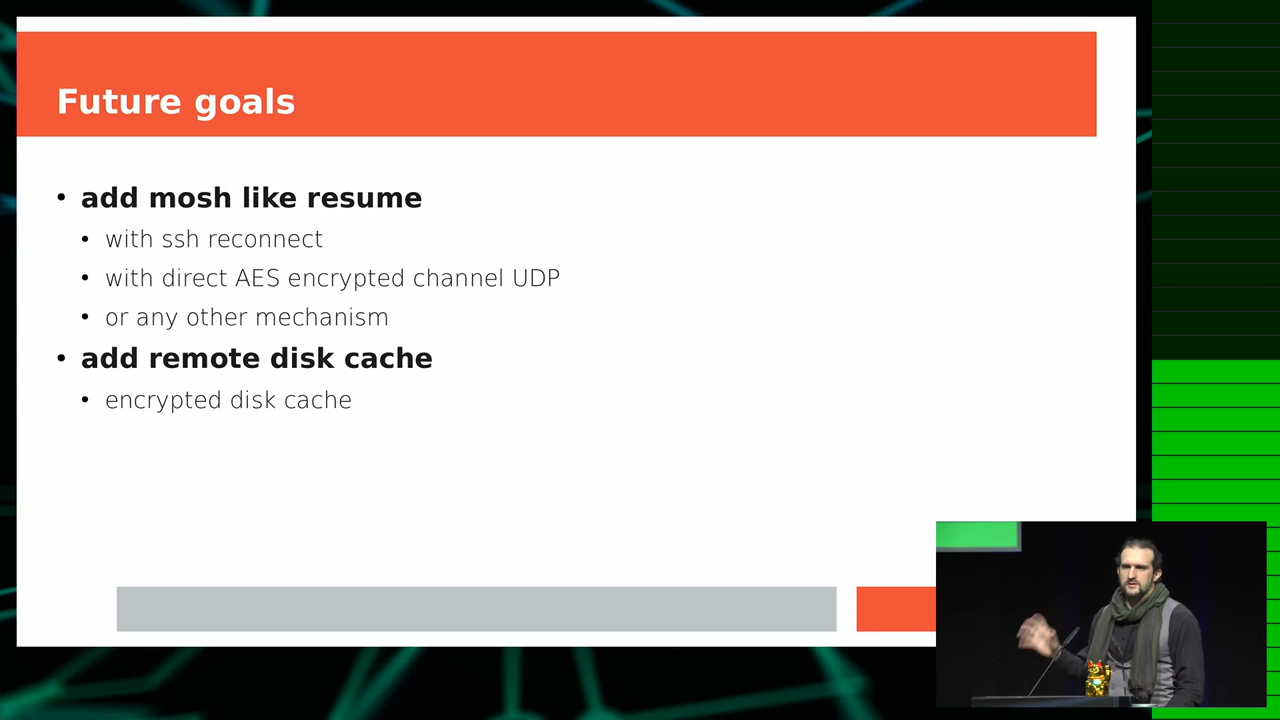 Future goals
• add mosh like resume
• with ssh reconnect
• with direct AES encrypted channel UDP
• or any other mechanism
• add remote disk cache
• encrypted disk cache